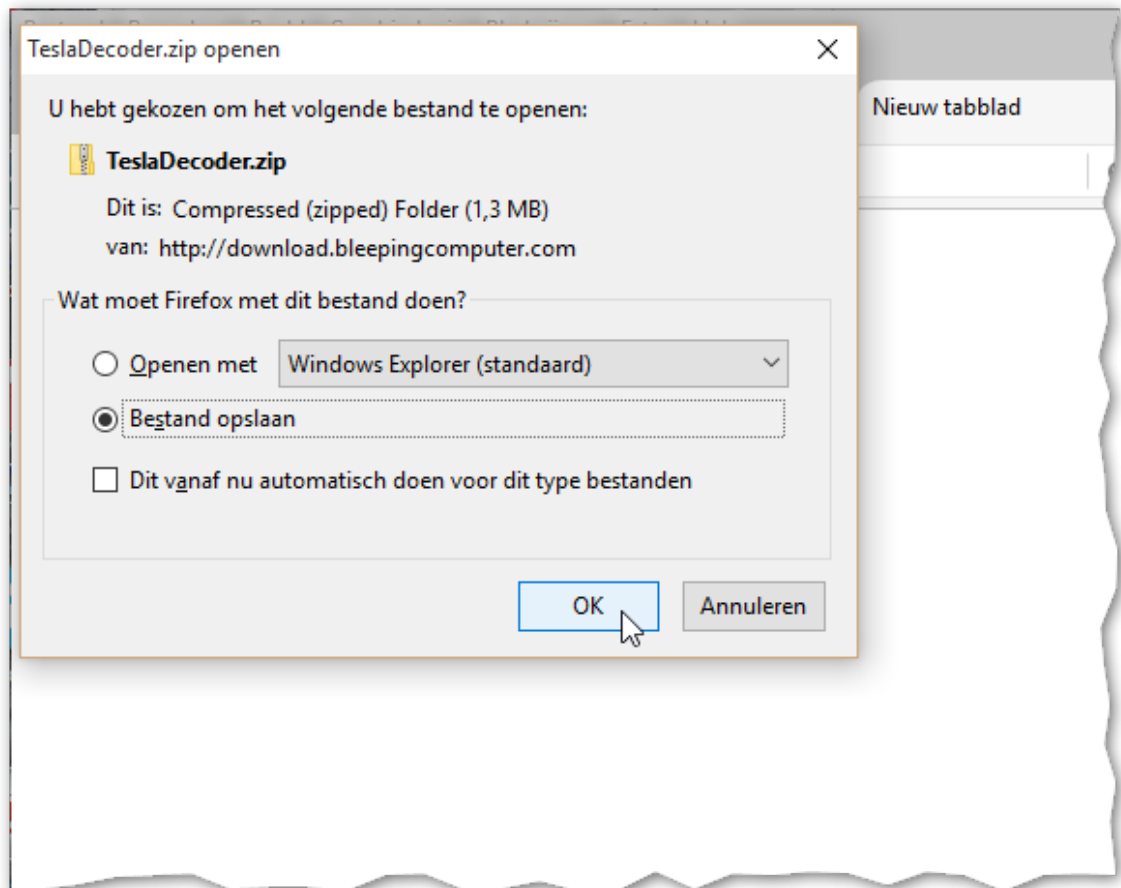 TeslaDecoder.zip openen
U hebt gekozen om het volgende bestand te openen:
Nieuw tabblad
TeslaDecoder.zip
Dit is: Compressed (zipped) Folder (1,3 MB)
van: http://download.bleepingcomputer.com
Wat moet Firefox met dit bestand doen?
Openen met Windows Explorer (standaard)
Bestand opslaan
Dit vanaf nu automatisch doen voor dit type bestanden
OK Annuleren